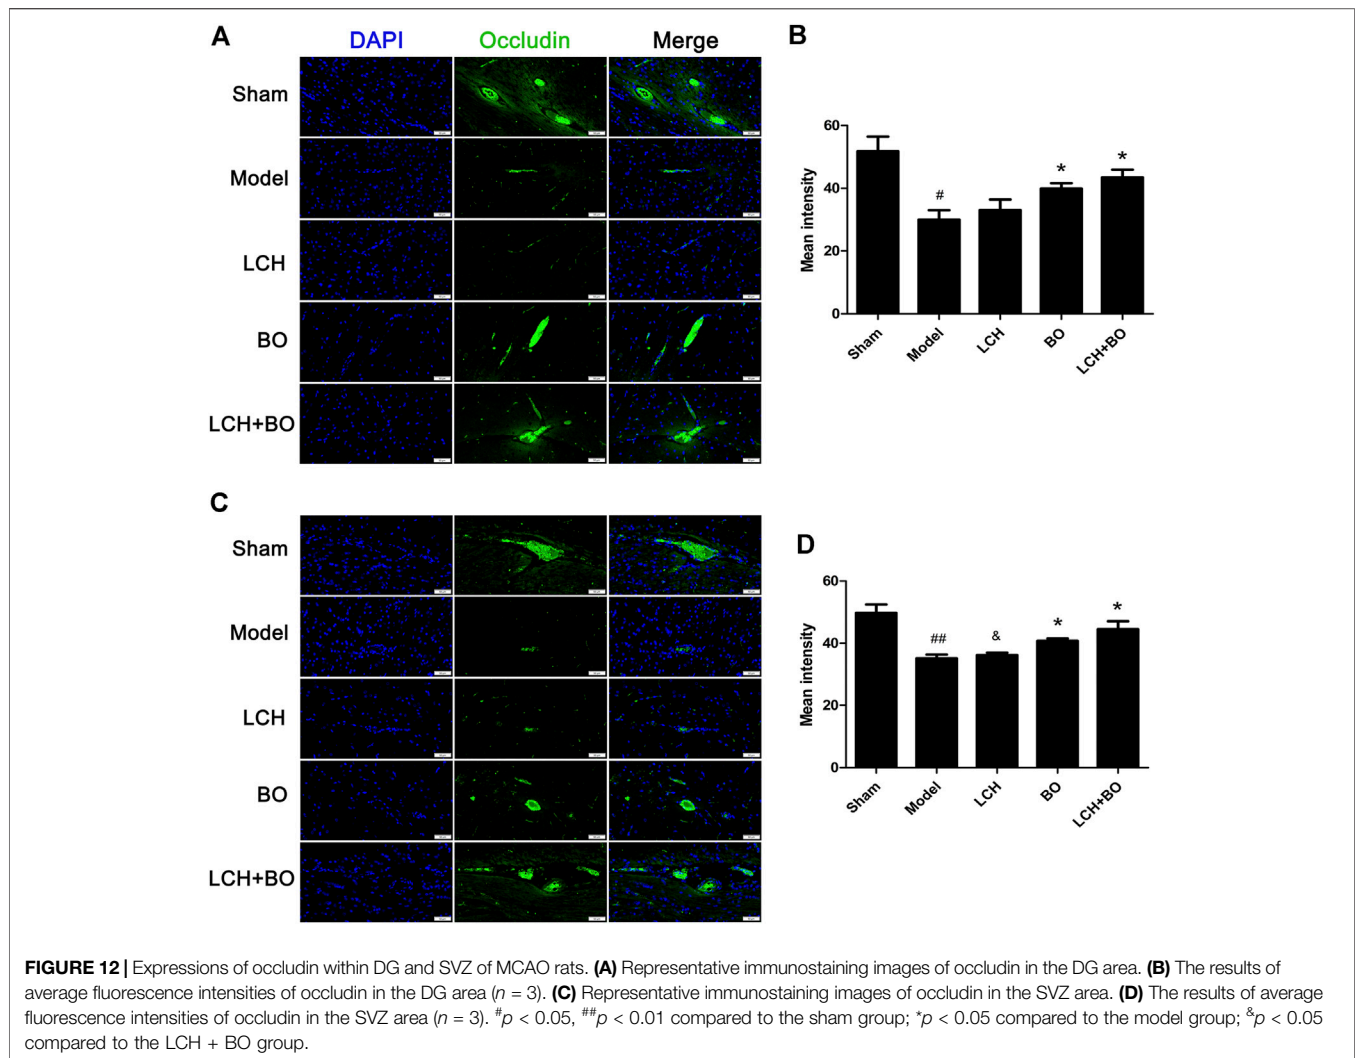 A
DAPI Occludin Merge
Sham
Model
LCH
BO
LCH+BO
B
Mean intensity
60
40
20
0
#
*
*
Sham
Model
LCH
BO
LCH+BO
C
Sham
Model
LCH
BO
LCH+BO
D
Mean intensity
60
40
20
0
##
&
*
*
Sham
Model
LCH
BO
LCH+BO
FIGURE 12 | Expressions of occludin within DG and SVZ of MCAO rats. (A) Representative immunostaining images of occludin in the DG area. (B) The results of
average fluorescence intensities of occludin in the DG area (n = 3). (C) Representative immunostaining images of occludin in the SVZ area. (D) The results of average
fluorescence intensities of occludin in the SVZ area (n = 3). #p < 0.05, ##p < 0.01 compared to the sham group; *p < 0.05 compared to the model group; &p < 0.05
compared to the LCH + BO group.